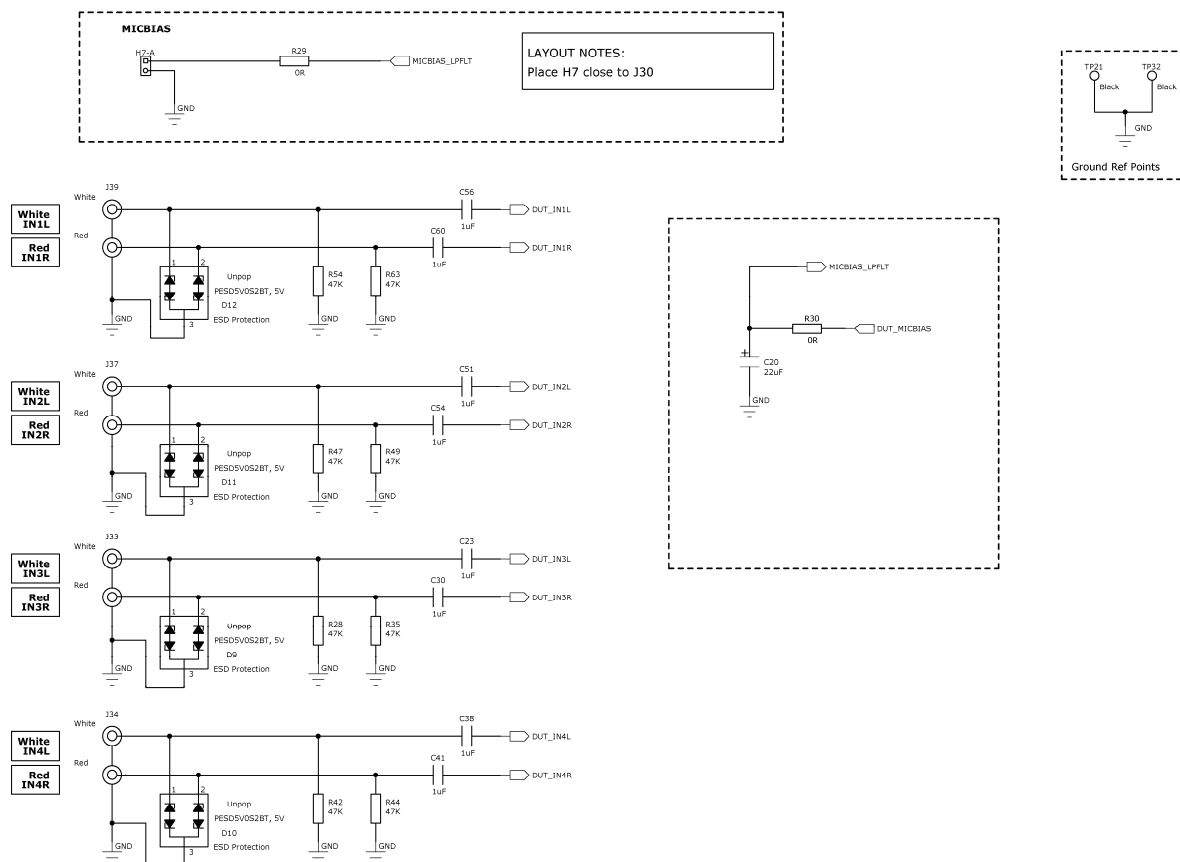 MICBIAS
H7-A
R29
0R
MICBIAS_LPFLT
GND
LAYOUT NOTES:
Place H7 close to J30
TP21
TP32
Black
Black
GND
Ground Ref Points
J39
White
White
IN1L
Red
Red
IN1R
C56
1uF
DUT_IN1L
C60
1uF
DUT_IN1R
1
2
Unpop
PESD5V0S2BT, 5V
D12
ESD Protection
3
R54
47K
R63
47K
GND
GND
GND
MICBIAS_LPFLT
R30
0R
DUT_MICBIAS
+
C20
22uF
GND
J37
White
White
IN2L
Red
Red
IN2R
C51
1uF
DUT_IN2L
C54
1uF
DUT_IN2R
1
2
Unpop
PESD5V0S2BT, 5V
D11
ESD Protection
3
R47
47K
R49
47K
GND
GND
GND
J33
White
White
IN3L
Red
Red
IN3R
C23
1uF
DUT_IN3L
C30
1uF
DUT_IN3R
1
2
Unpop
PESD5V0S2BT, 5V
D9
ESD Protection
3
R28
47K
R35
47K
GND
GND
GND
J34
White
White
IN4L
Red
Red
IN4R
C38
1uF
DUT_IN4L
C41
1uF
DUT_IN4R
1
2
Unpop
PESD5V0S2BT, 5V
D10
ESD Protection
3
R42
47K
R44
47K
GND
GND
GND